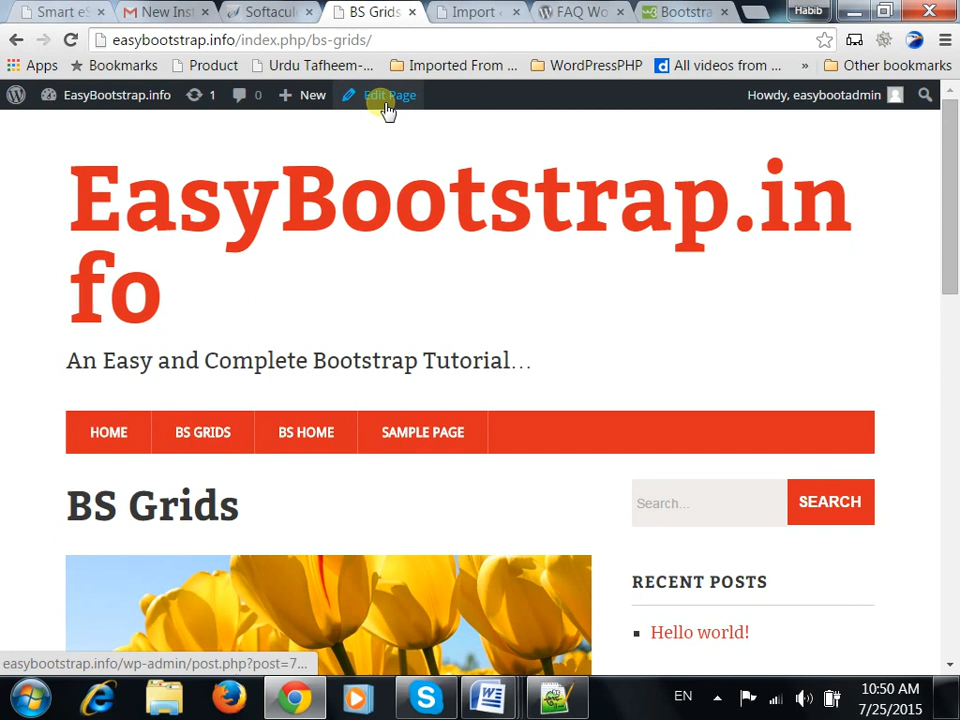 Smart eS
New Inst
Softacul
BS Grids
Import
FAQ Wo
Bootstra
Habib
easybootstrap.info/index.php/bs-grids/
Apps Bookmarks Product Urdu Tafheem-... Imported From ... WordPressPHP All videos from ... » Other bookmarks
EasyBootstrap.info 1 0 New Edit Page Howdy, easybootadmin
EasyBootstrap.in
fo
An Easy and Complete Bootstrap Tutorial...
HOME BS GRIDS BS HOME SAMPLE PAGE
BS Grids
Search... SEARCH
RECENT POSTS
Hello world!
easybootstrap.info/wp-admin/post.php?post=7...
EN
10:50 AM
7/25/2015